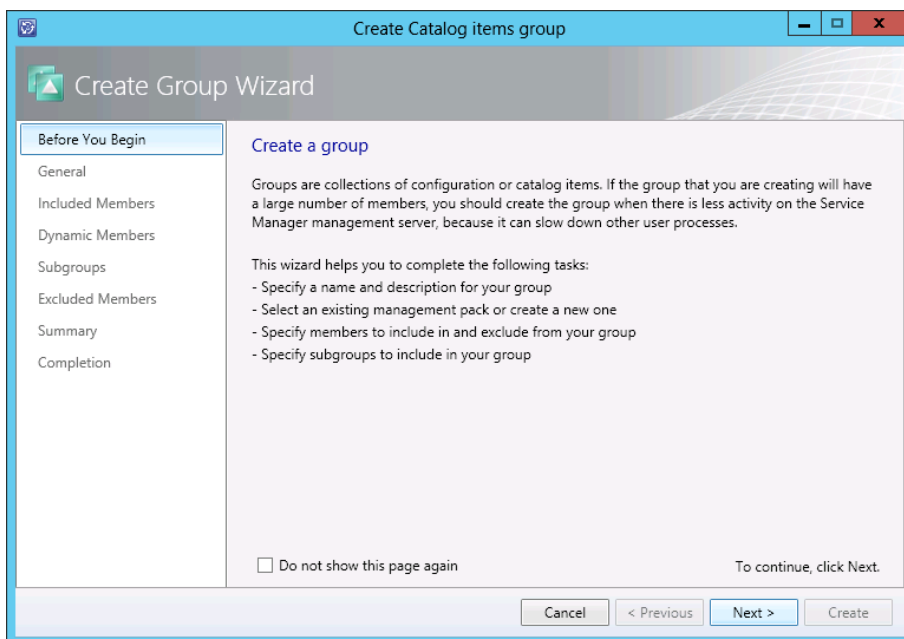 Create Catalog items group
Create Group Wizard
Before You Begin
General
Included Members
Dynamic Members
Subgroups
Excluded Members
Summary
Completion
Create a group
Groups are collections of configuration or catalog items. If the group that you are creating will have
a large number of members, you should create the group when there is less activity on the Service
Manager management server, because it can slow down other user processes.
This wizard helps you to complete the following tasks:
- Specify a name and description for your group
- Select an existing management pack or create a new one
- Specify members to include in and exclude from your group
- Specify subgroups to include in your group
Do not show this page again
To continue, click Next.
Cancel
< Previous
Next >
Create